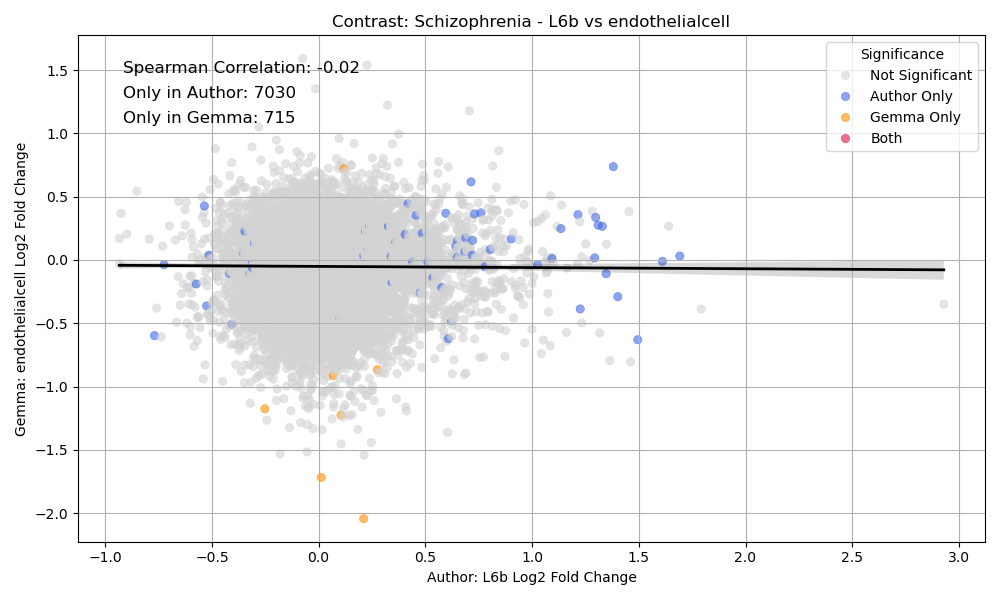 Contrast: Schizophrenia - L6b vs endothelialcell
Spearman Correlation: -0.02
Only in Author: 7030
Only in Gemma: 715
Significance
Not Significant
Author Only
Gemma Only
Both
Gemma: endothelialcell Log2 Fold Change
1.5
1.0
0.5
0.0
−0.5
−1.0
−1.5
−2.0
−1.0 −0.5 0.0 0.5 1.0 1.5 2.0 2.5 3.0
Author: L6b Log2 Fold Change